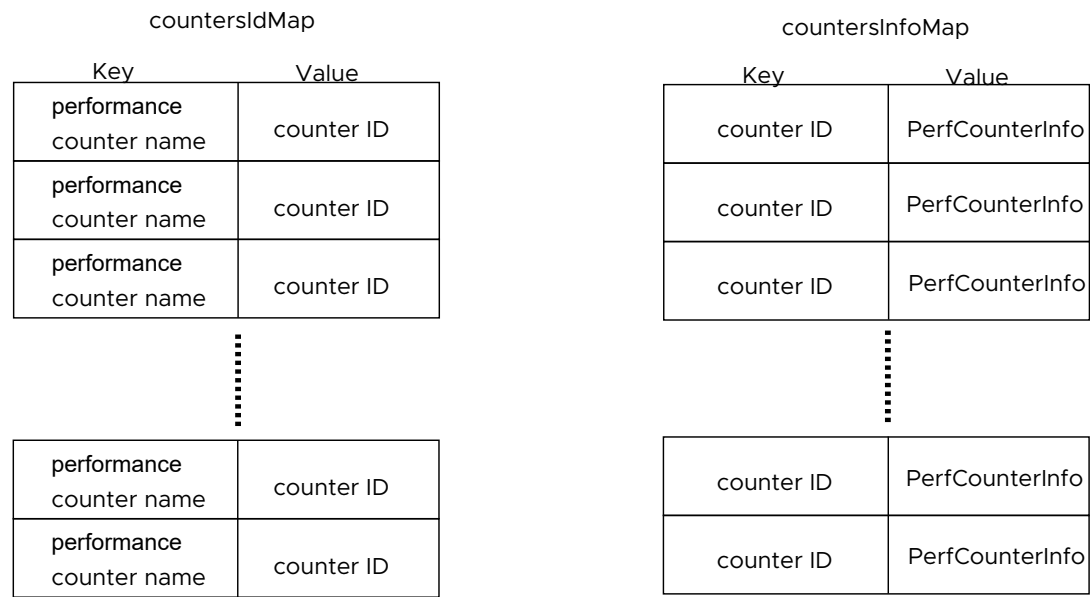 countersIdMap
Key Value
performance
counter name
counter ID
performance
counter name
counter ID
performance
counter name
counter ID
performance
counter name
counter ID
performance
counter name
counter ID
countersInfoMap
Key Value
counter ID PerfCounterInfo
counter ID PerfCounterInfo
counter ID PerfCounterInfo
counter ID PerfCounterInfo
counter ID PerfCounterInfo